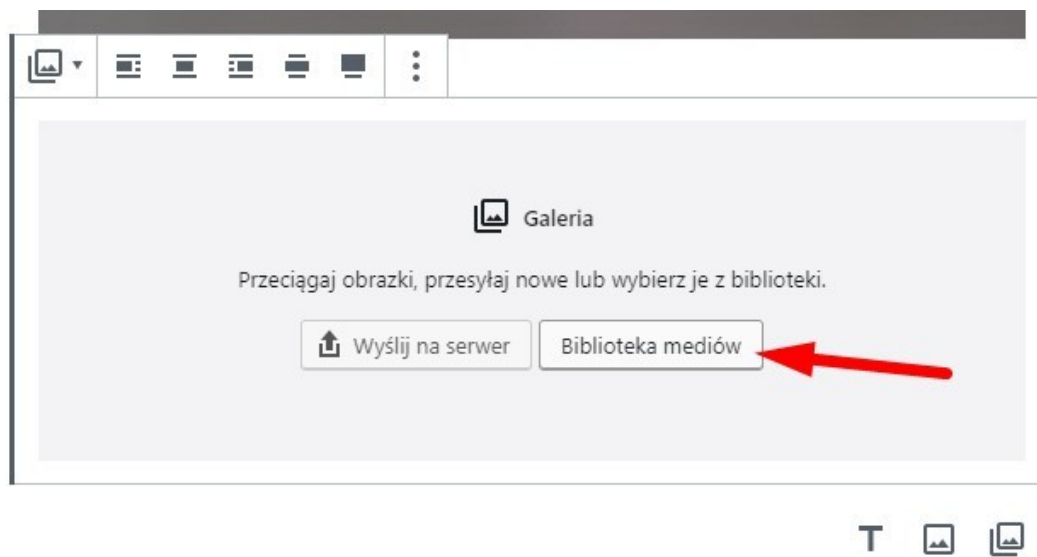 Galeria
Przeciągaj obrazki, przesyłaj nowe lub wybierz je z biblioteki.
Wyślij na serwer Biblioteka mediów